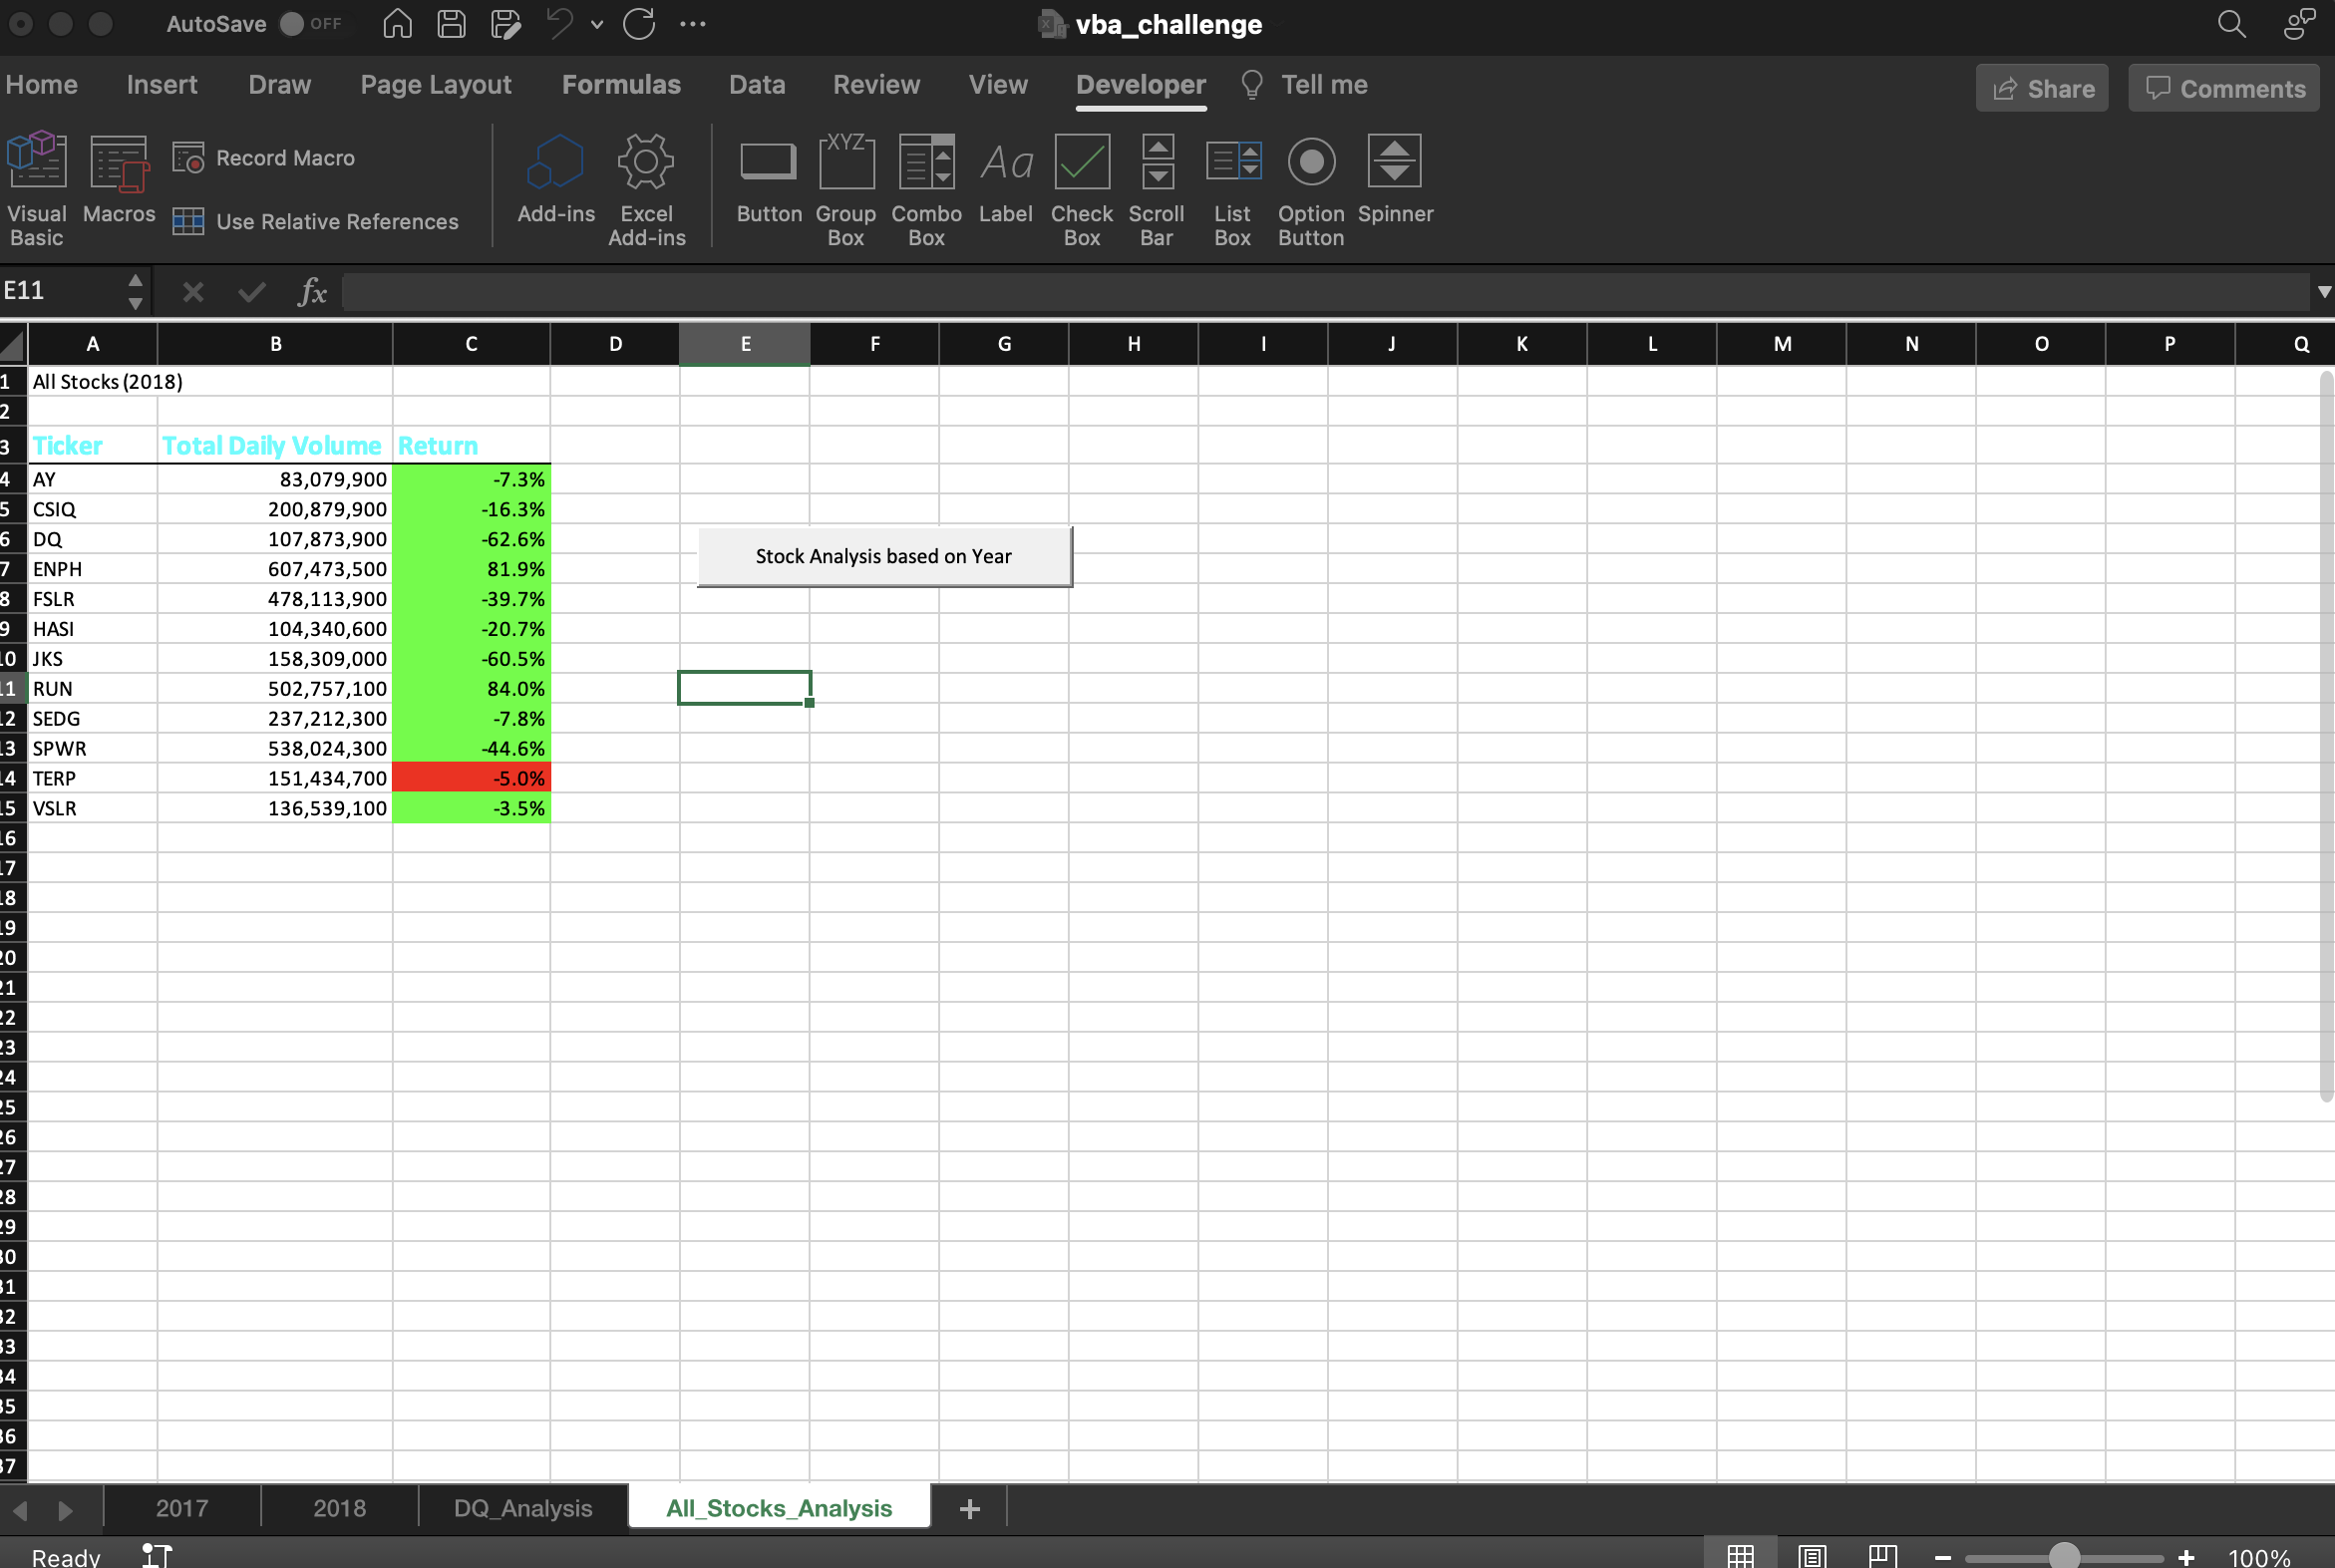 AutoSave OFF vba_challenge
Home Insert Draw Page Layout Formulas Data Review View Developer Tell me Share Comments
Visual Basic Macros Record Macro Use Relative References Add-ins Excel Add-ins XYZ Button Group Box Combo Box Aa Label Check Box Scroll Bar List Box Option Button Spinner
E11 fx
A B C D E F G H I J K L M N O P Q
1 All Stocks (2018)
2
3 Ticker Total Daily Volume Return
4 AY 83,079,900 -7.3%
5 CSIQ 200,879,900 -16.3%
6 DQ 107,873,900 -62.6%
Stock Analysis based on Year
7 ENPH 607,473,500 81.9%
8 FSLR 478,113,900 -39.7%
9 HASI 104,340,600 -20.7%
10 JKS 158,309,000 -60.5%
11 RUN 502,757,100 84.0%
12 SEDG 237,212,300 -7.8%
13 SPWR 538,024,300 -44.6%
14 TERP 151,434,700 -5.0%
15 VSLR 136,539,100 -3.5%
16
17
18
19
20
21
22
23
24
25
26
27
28
29
30
31
32
33
34
35
36
37
2017 2018 DQ_Analysis All_Stocks_Analysis +
Ready 100%